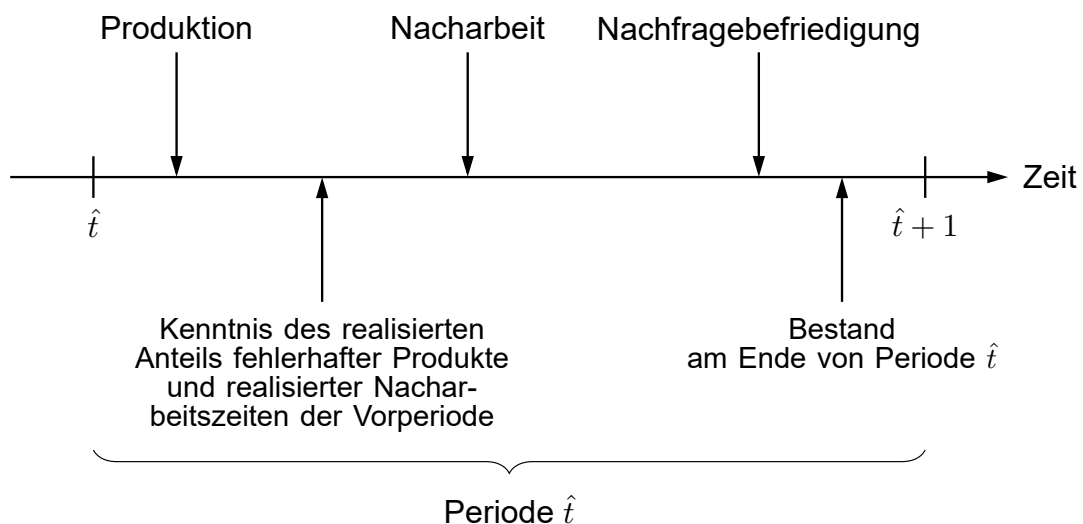 Produktion Nacharbeit Nachfragebefriedigung
Zeit
t̂ t̂ + 1
Kenntnis des realisierten
Anteils fehlerhafter Produkte
und realisierter Nachar-
beitszeiten der Vorperiode
Bestand
am Ende von Periode t̂
Periode t̂